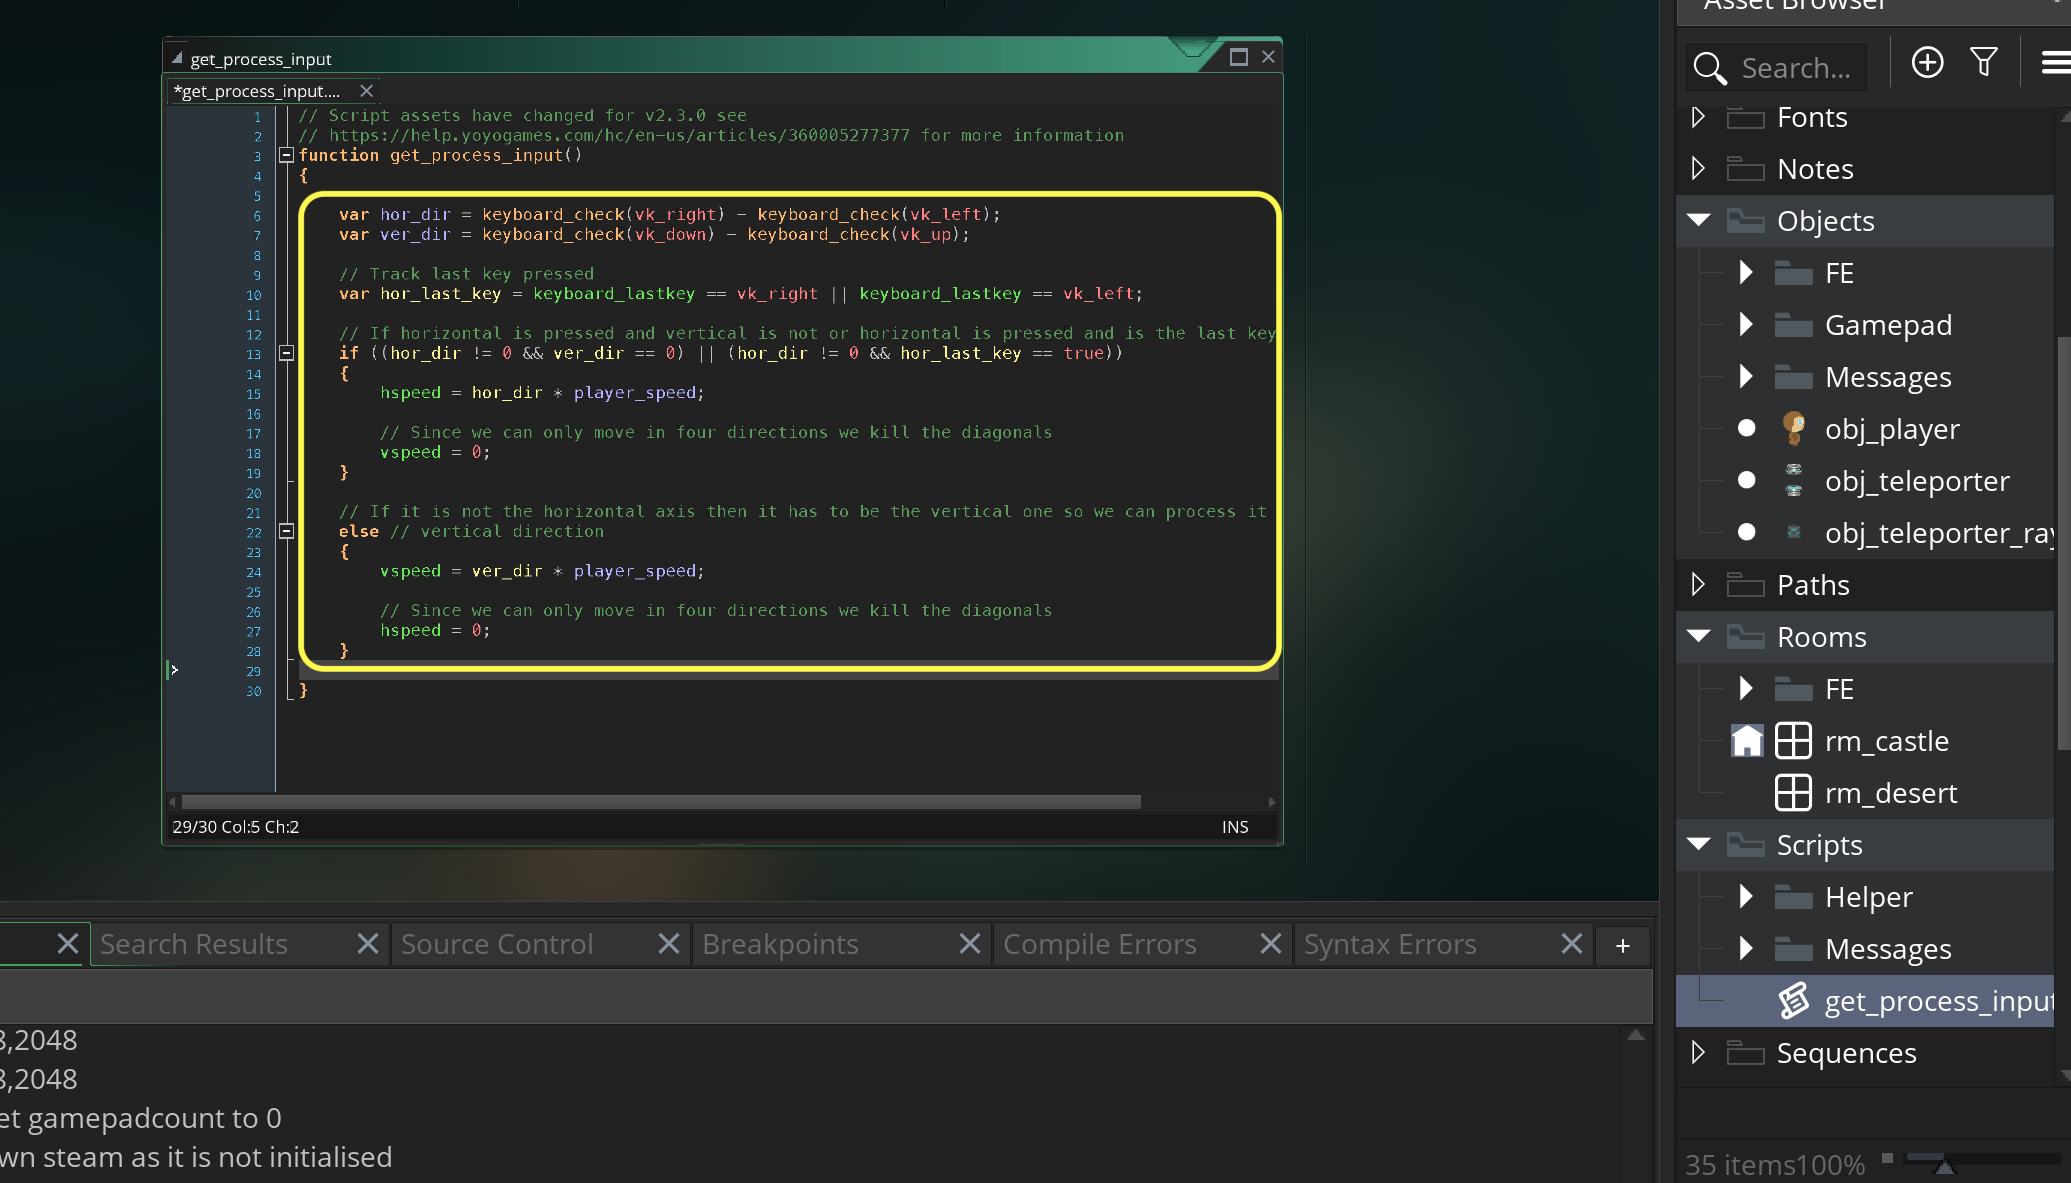 get_process_input
*get_process_input....
1 // Script assets have changed for v2.3.0 see
2 // https://help.yoyogames.com/hc/en-us/articles/360005277377 for more information
3 function get_process_input()
4 {
5
6 var hor_dir = keyboard_check(vk_right) - keyboard_check(vk_left);
7 var ver_dir = keyboard_check(vk_down) - keyboard_check(vk_up);
8
9 // Track last key pressed
10 var hor_last_key = keyboard_lastkey == vk_right || keyboard_lastkey == vk_left;
11
12 // If horizontal is pressed and vertical is not or horizontal is pressed and is the last key
13 if ((hor_dir != 0 && ver_dir == 0) || (hor_dir != 0 && hor_last_key == true))
14 {
15 hspeed = hor_dir * player_speed;
16
17 // Since we can only move in four directions we kill the diagonals
18 vspeed = 0;
19 }
20
21 // If it is not the horizontal axis then it has to be the vertical one so we can process it
22 else // vertical direction
23 {
24 vspeed = ver_dir * player_speed;
25
26 // Since we can only move in four directions we kill the diagonals
27 hspeed = 0;
28 }
29
30 }
29/30 Col:5 Ch:2 INS
Search Results
Source Control
Breakpoints
Compile Errors
Syntax Errors
+
8,2048
8,2048
et gamepadcount to 0
wn steam as it is not initialised
Asset Browser
Search...
Fonts
Notes
Objects
FE
Gamepad
Messages
obj_player
obj_teleporter
obj_teleporter_ray
Paths
Rooms
FE
rm_castle
rm_desert
Scripts
Helper
Messages
get_process_input
Sequences
35 items 100%